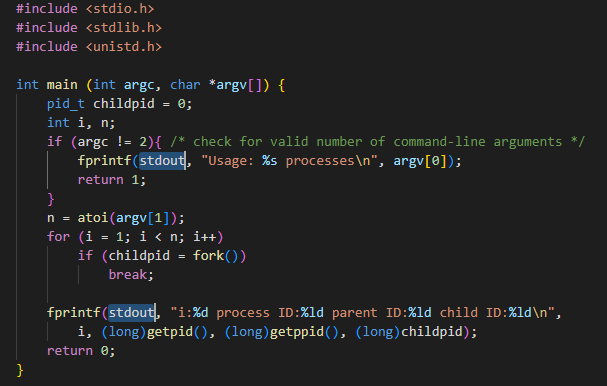 #include <stdio.h>
#include <stdlib.h>
#include <unistd.h>

int main (int argc, char *argv[]) {
    pid_t childpid = 0;
    int i, n;
    if (argc != 2){ /* check for valid number of command-line arguments */
        fprintf(stdout, "Usage: %s processes\n", argv[0]);
        return 1;
    }
    n = atoi(argv[1]);
    for (i = 1; i < n; i++)
        if (childpid = fork())
            break;

    fprintf(stdout, "i:%d process ID:%ld parent ID:%ld child ID:%ld\n",
        i, (long)getpid(), (long)getppid(), (long)childpid);
    return 0;
}